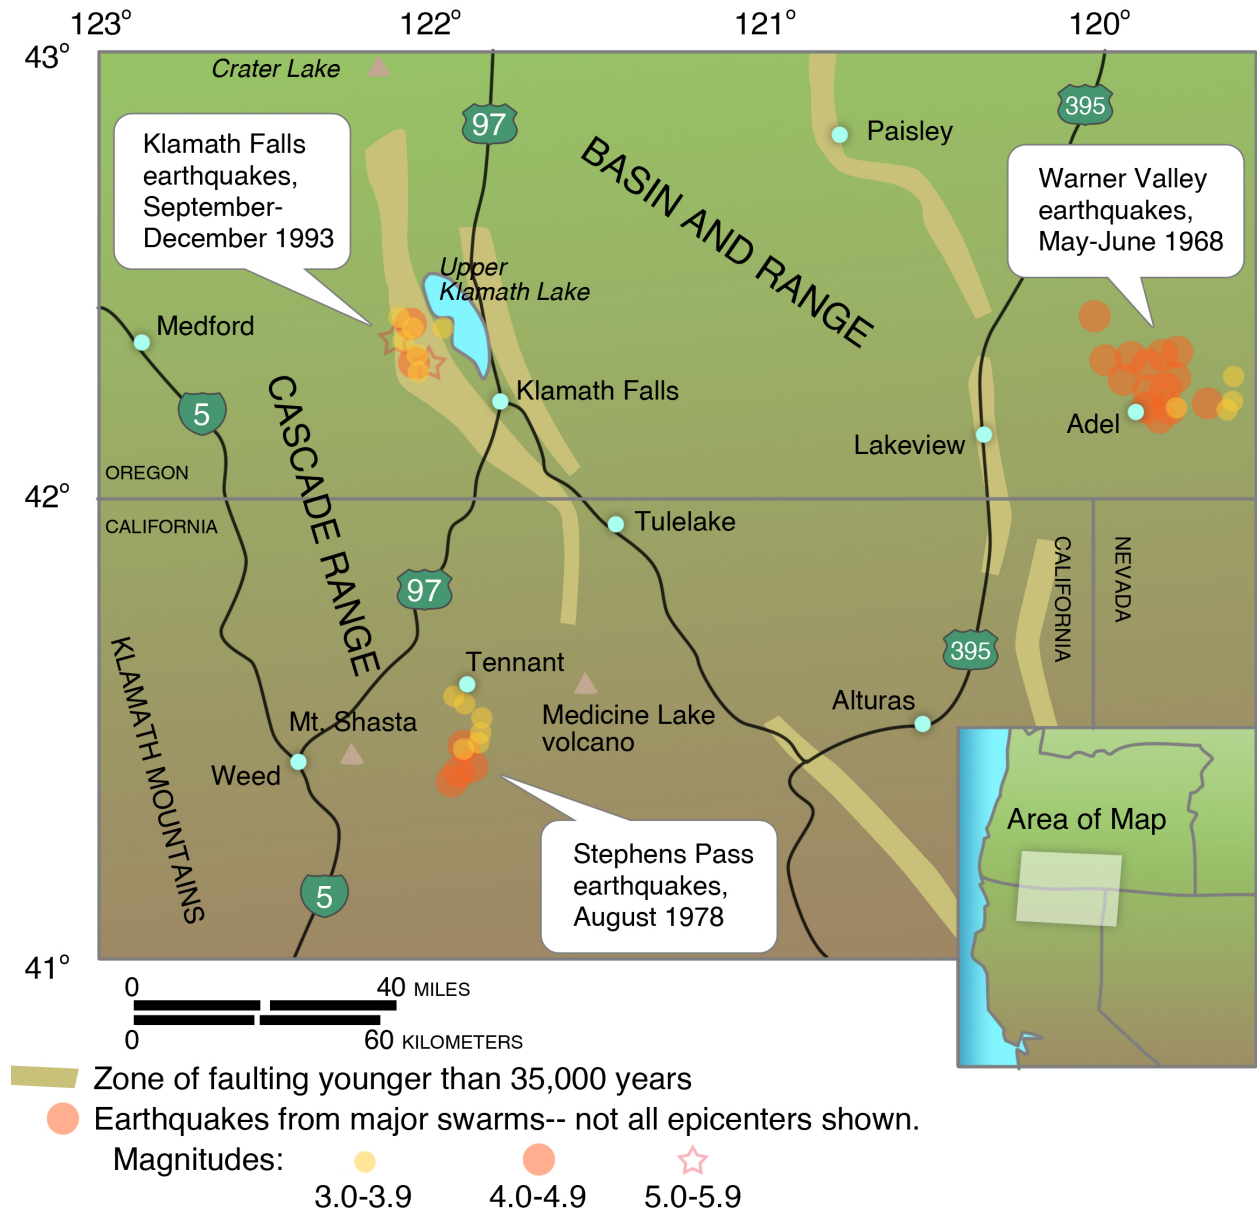 123°
122°
121°
120°
43°
Crater Lake
97
395
Klamath Falls
earthquakes,
September-
December 1993
BASIN AND RANGE
Paisley
Warner Valley
earthquakes,
May-June 1968
Upper
Klamath Lake
Medford
5
CASCADE RANGE
Klamath Falls
Lakeview
Adel
OREGON
42°
CALIFORNIA
Tulelake
97
CALIFORNIA
NEVADA
395
KLAMATH MOUNTAINS
Tennant
Mt. Shasta
Medicine Lake
volcano
Alturas
Weed
5
Stephens Pass
earthquakes,
August 1978
Area of Map
41°
0 40 MILES
0 60 KILOMETERS
Zone of faulting younger than 35,000 years
Earthquakes from major swarms-- not all epicenters shown.
Magnitudes:
3.0-3.9 4.0-4.9 5.0-5.9